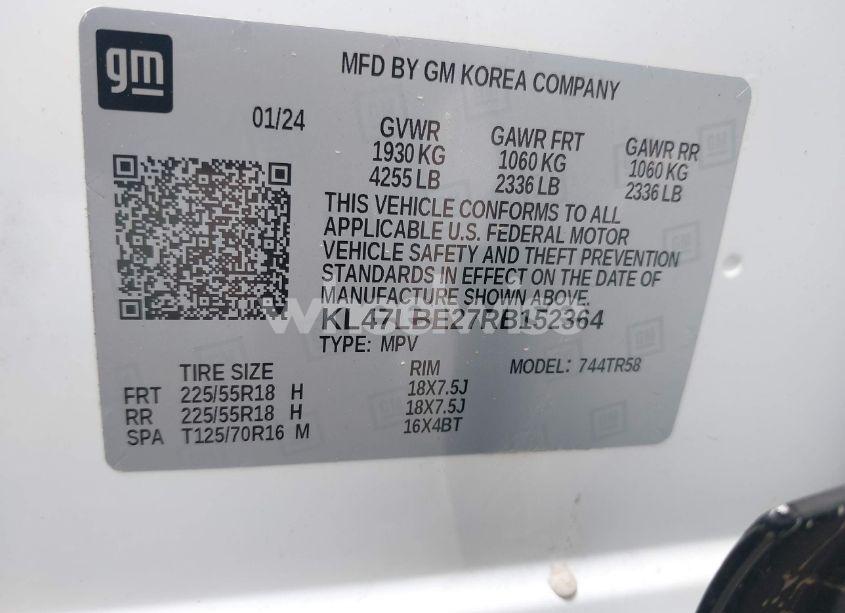 gm
MFD BY GM KOREA COMPANY
01/24
GVWR GAWR FRT GAWR RR
1930 KG 1060 KG 1060 KG
4255 LB 2336 LB 2336 LB
THIS VEHICLE CONFORMS TO ALL
APPLICABLE U.S. FEDERAL MOTOR
VEHICLE SAFETY AND THEFT PREVENTION
STANDARDS IN EFFECT ON THE DATE OF
MANUFACTURE SHOWN ABOVE.
KL47LBE27RB152364
TYPE: MPV
TIRE SIZE RIM MODEL: 744TR58
FRT 225/55R18 H 18X7.5J
RR 225/55R18 H 18X7.5J
SPA T125/70R16 M 16X4BT